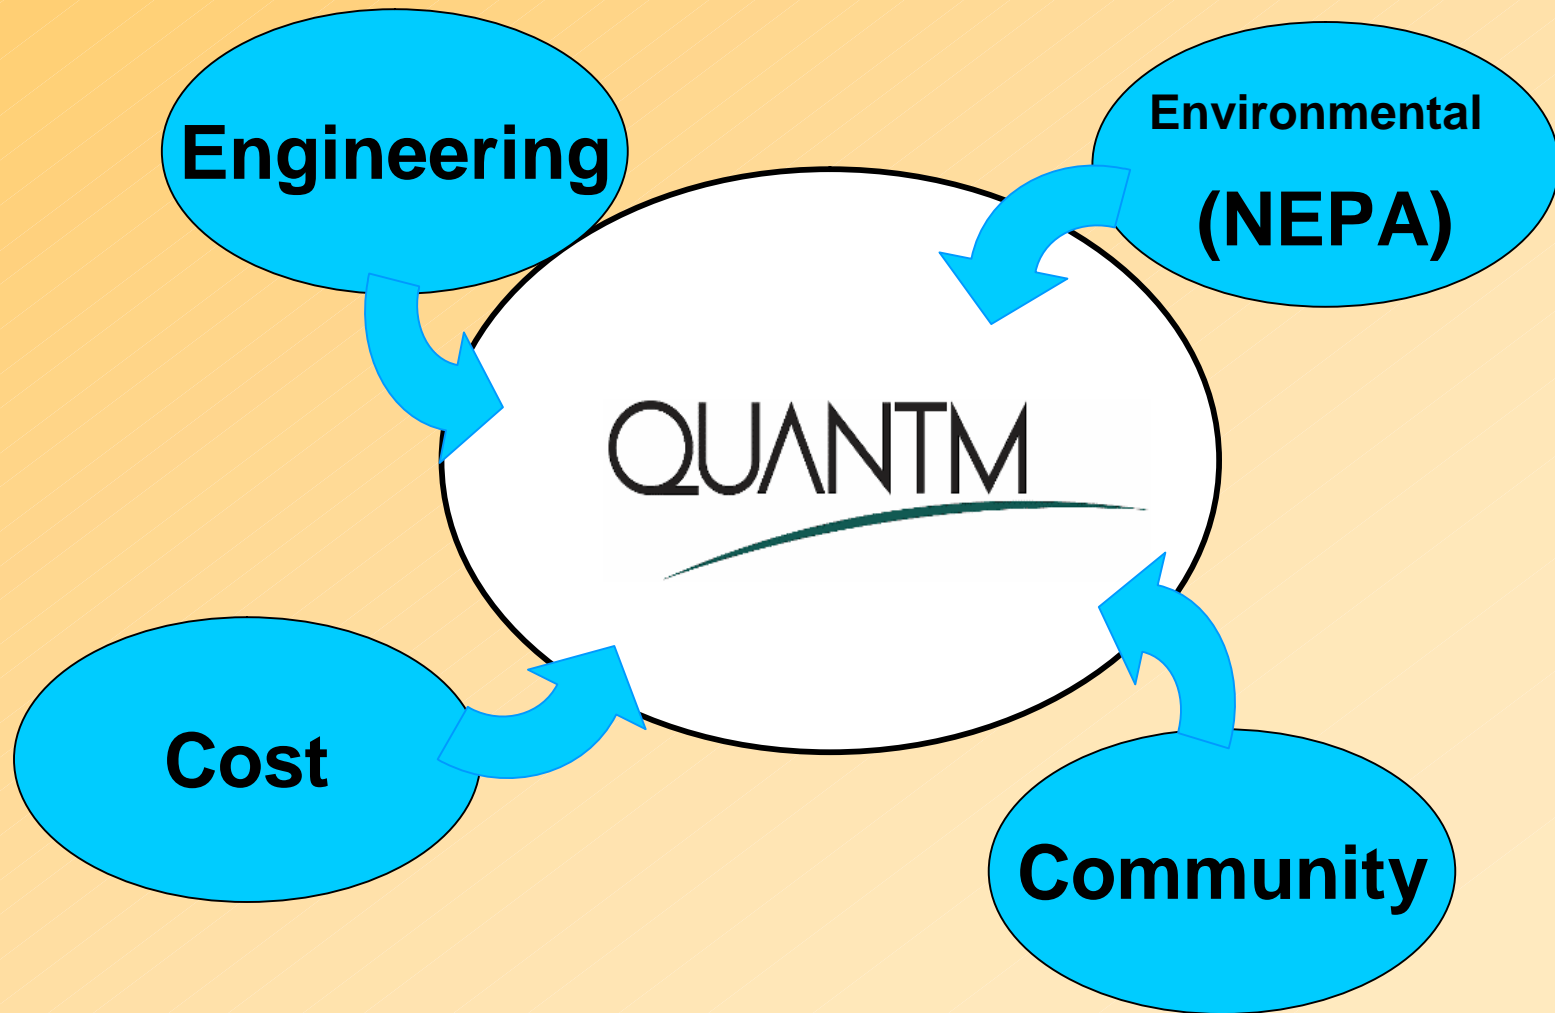 Engineering
Environmental
(NEPA)
QUANTM
Cost
Community